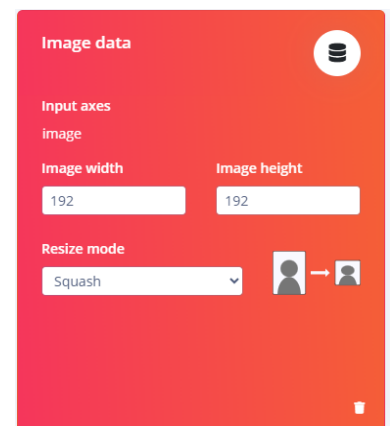 Image data
Input axes
image
Image width Image height
192 192
Resize mode
Squash